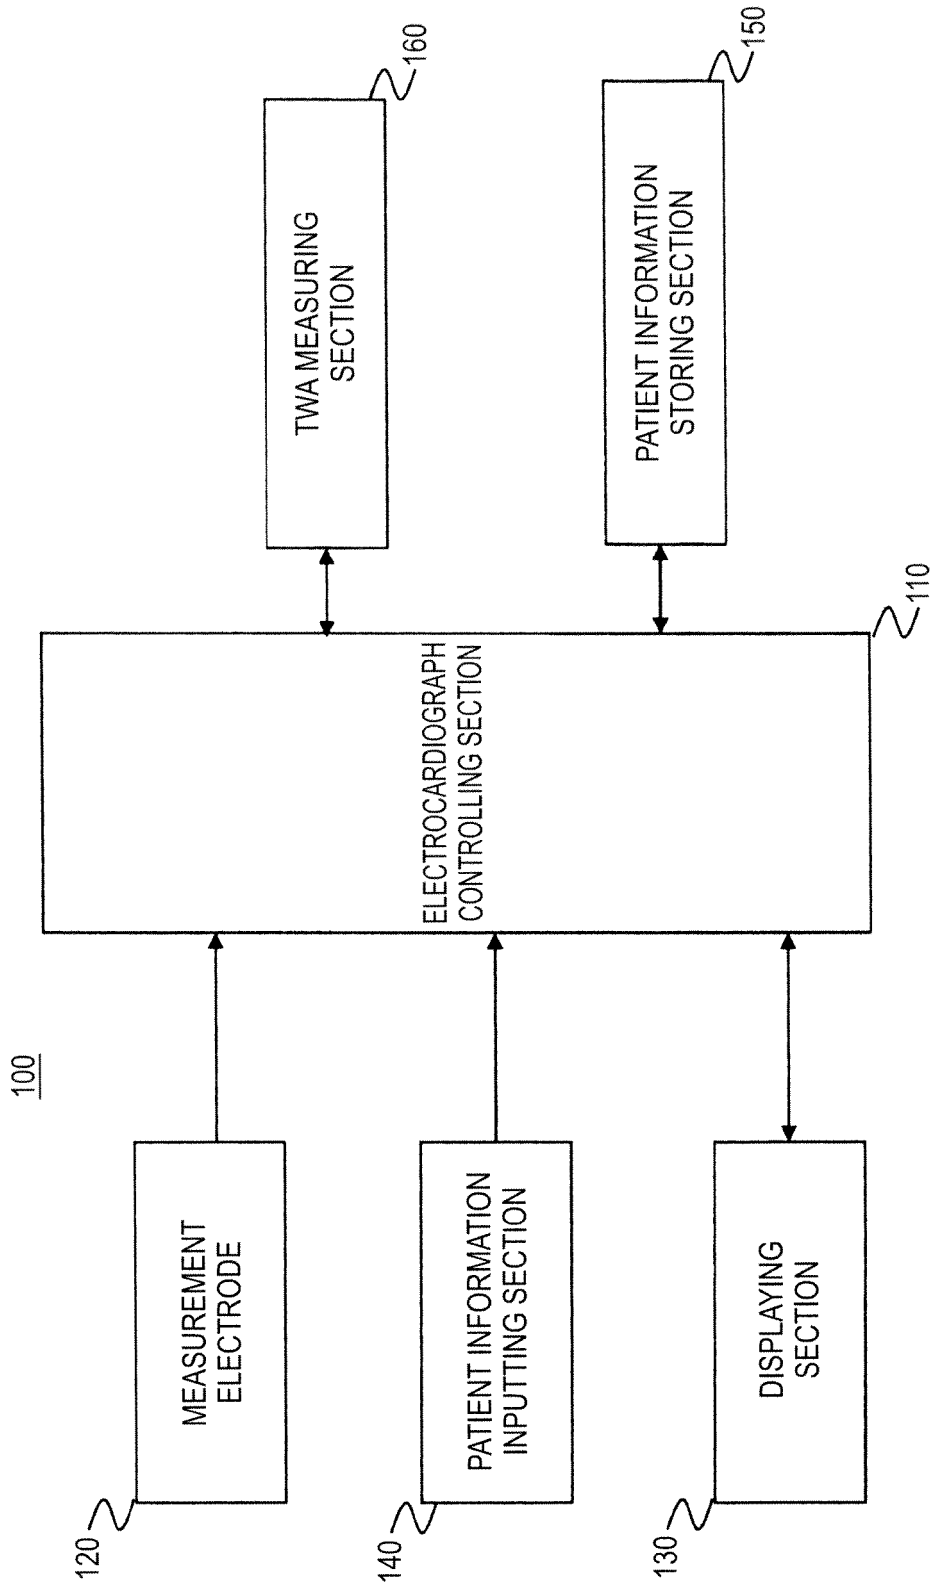 100
120
MEASUREMENT
ELECTRODE
140
PATIENT INFORMATION
INPUTTING SECTION
130
DISPLAYING
SECTION
ELECTROCARDIOGRAPH
CONTROLLING SECTION
110
TWA MEASURING
SECTION
160
PATIENT INFORMATION
STORING SECTION
150